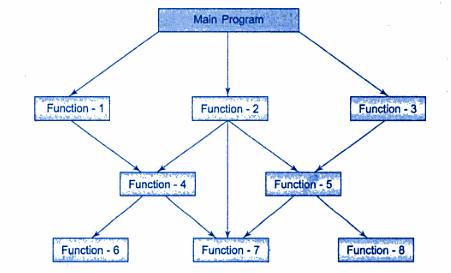 Main Program
Function - 1
Function - 2
Function - 3
Function - 4
Function - 5
Function - 6
Function - 7
Function - 8